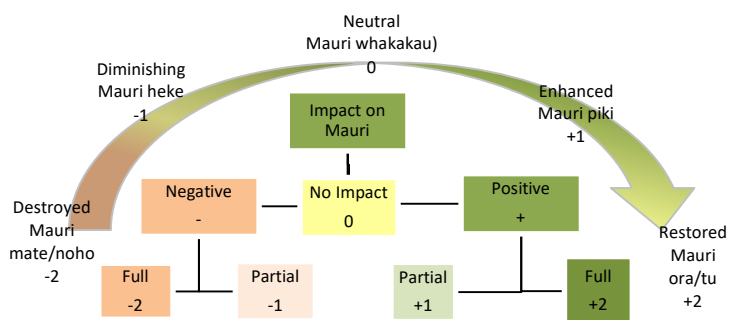 Neutral
Mauri whakakau)
0
Diminishing
Mauri heke
-1
Enhanced
Mauri piki
+1
Impact on
Mauri
Negative
-
No Impact
0
Positive
+
Destroyed
Mauri
mate/noho
-2
Restored
Mauri
ora/tu
+2
Full
-2
Partial
-1
Partial
+1
Full
+2